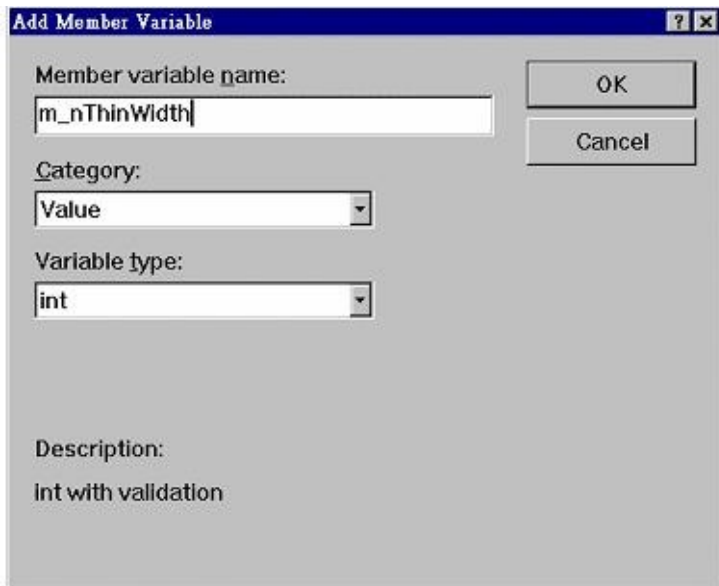 Add Member Variable
Member variable name:
OK
m_nThinWidth
Cancel
Category:
Value
Variable type:
int
Description:
int with validation